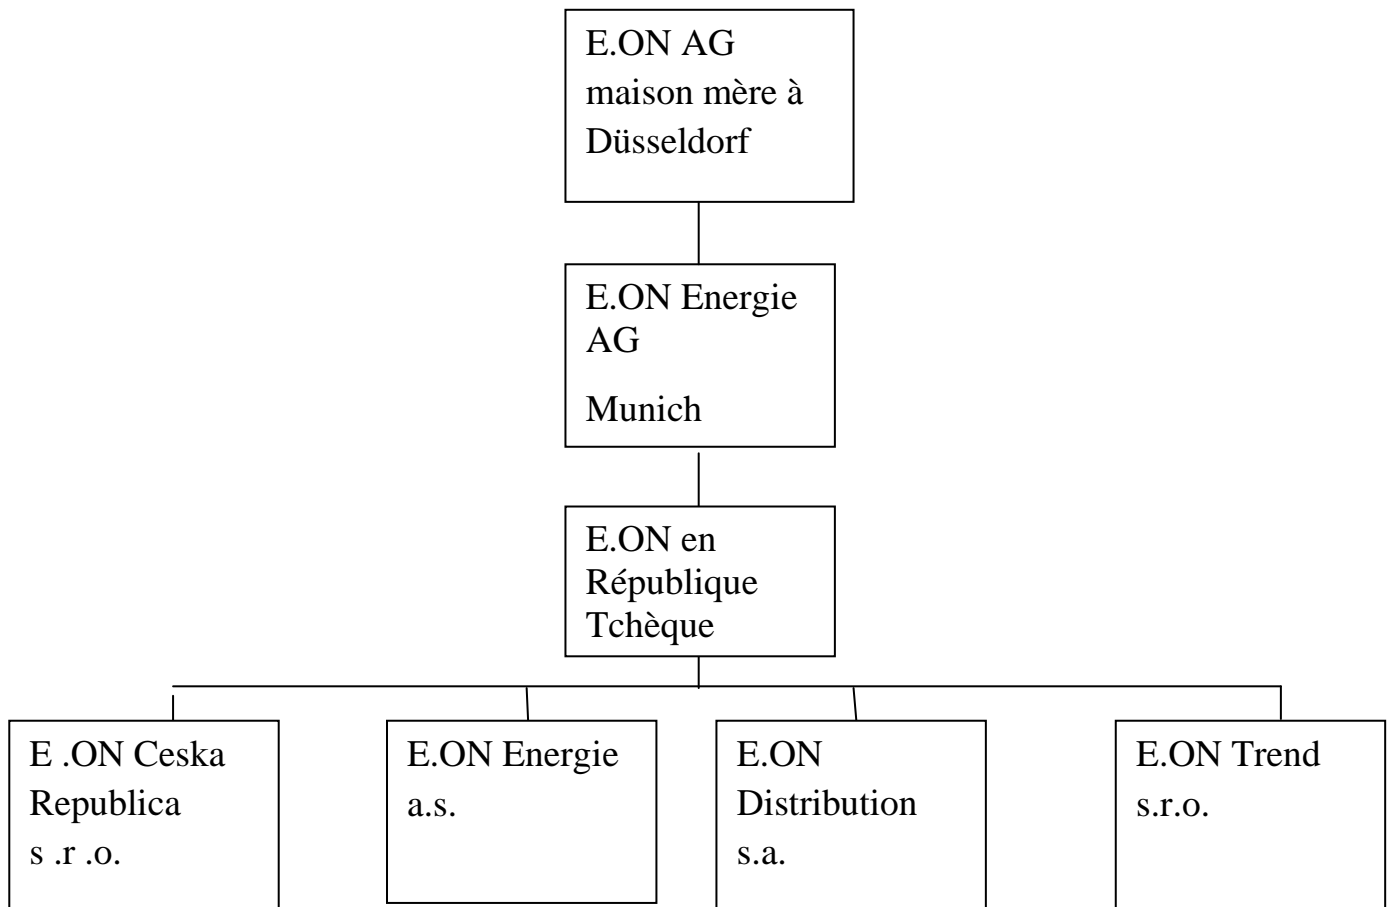 E.ON AG
maison mère à
Düsseldorf
E.ON Energie
AG
Munich
E.ON en
République
Tchèque
E .ON Ceska
Republica
s .r .o.
E.ON Energie
a.s.
E.ON
Distribution
s.a.
E.ON Trend
s.r.o.